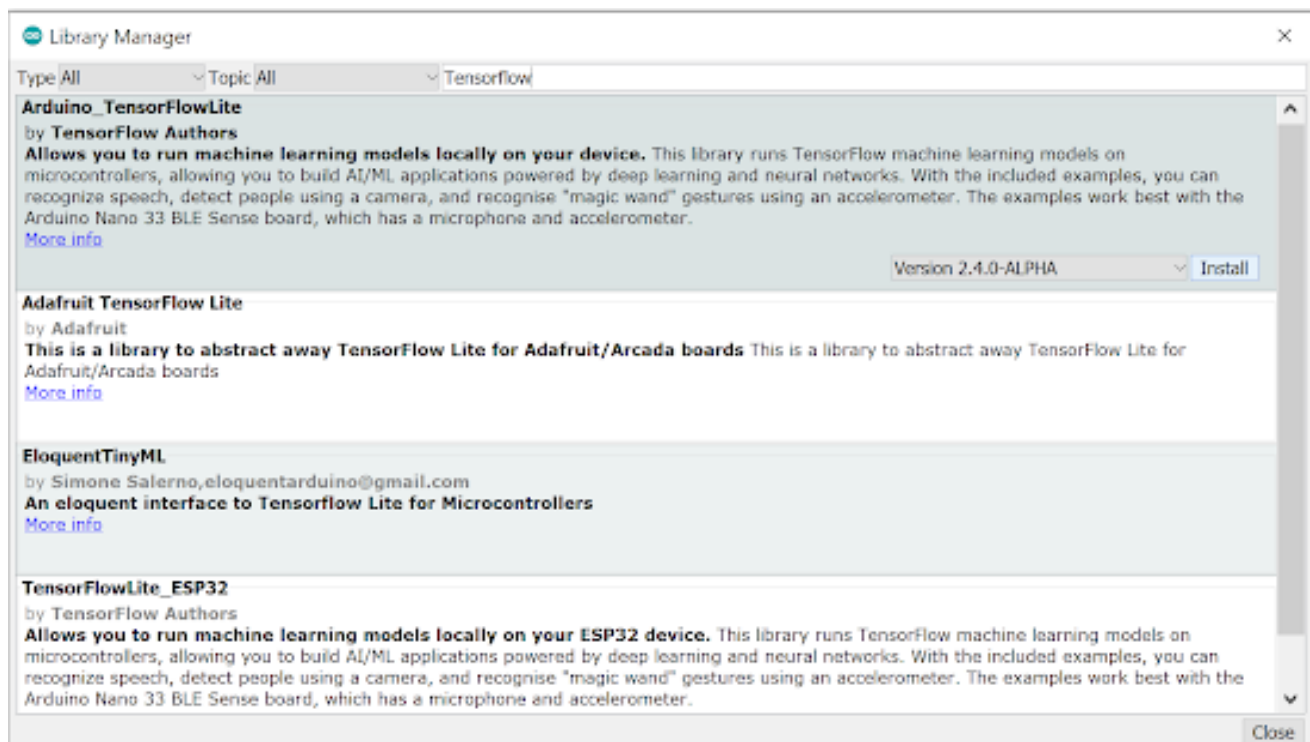 Library Manager
Type All Topic All Tensorflow
Arduino_TensorFlowLite
by TensorFlow Authors
Allows you to run machine learning models locally on your device. This library runs TensorFlow machine learning models on
microcontrollers, allowing you to build AI/ML applications powered by deep learning and neural networks. With the included examples, you can
recognize speech, detect people using a camera, and recognise "magic wand" gestures using an accelerometer. The examples work best with the
Arduino Nano 33 BLE Sense board, which has a microphone and accelerometer.
More info
Version 2.4.0-ALPHA Install
Adafruit TensorFlow Lite
by Adafruit
This is a library to abstract away TensorFlow Lite for Adafruit/Arcada boards This is a library to abstract away TensorFlow Lite for
Adafruit/Arcada boards
More info
EloquentTinyML
by Simone Salerno,eloquentarduino@gmail.com
An eloquent interface to Tensorflow Lite for Microcontrollers
More info
TensorFlowLite_ESP32
by TensorFlow Authors
Allows you to run machine learning models locally on your ESP32 device. This library runs TensorFlow machine learning models on
microcontrollers, allowing you to build AI/ML applications powered by deep learning and neural networks. With the included examples, you can
recognize speech, detect people using a camera, and recognise "magic wand" gestures using an accelerometer. The examples work best with the
Arduino Nano 33 BLE Sense board, which has a microphone and accelerometer.
Close